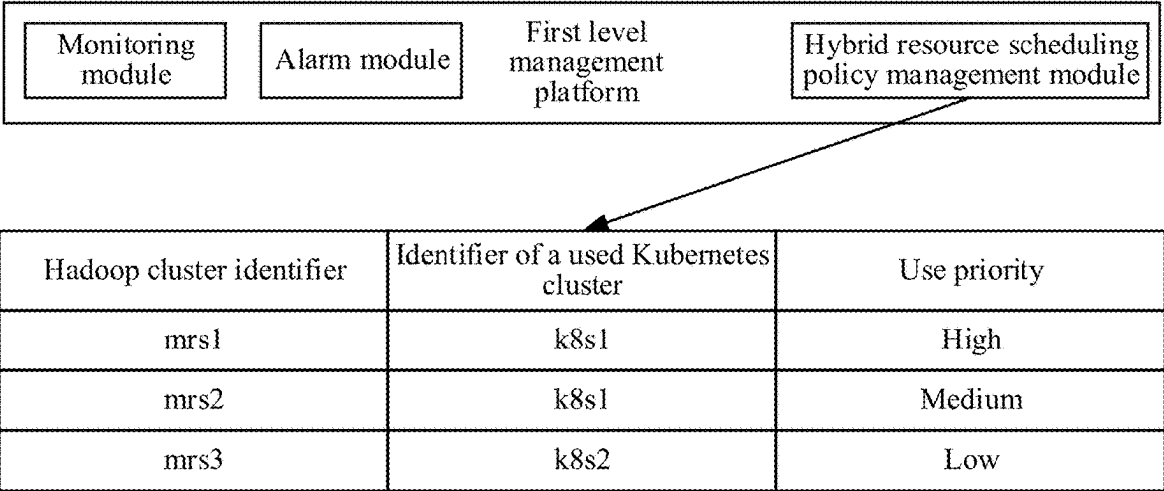 Monitoring
module
Alarm module
First level
management
platform
Hybrid resource scheduling
policy management module
Hadoop cluster identifier
Identifier of a used Kubernetes
cluster
Use priority
mrs1
k8s1
High
mrs2
k8s1
Medium
mrs3
k8s2
Low